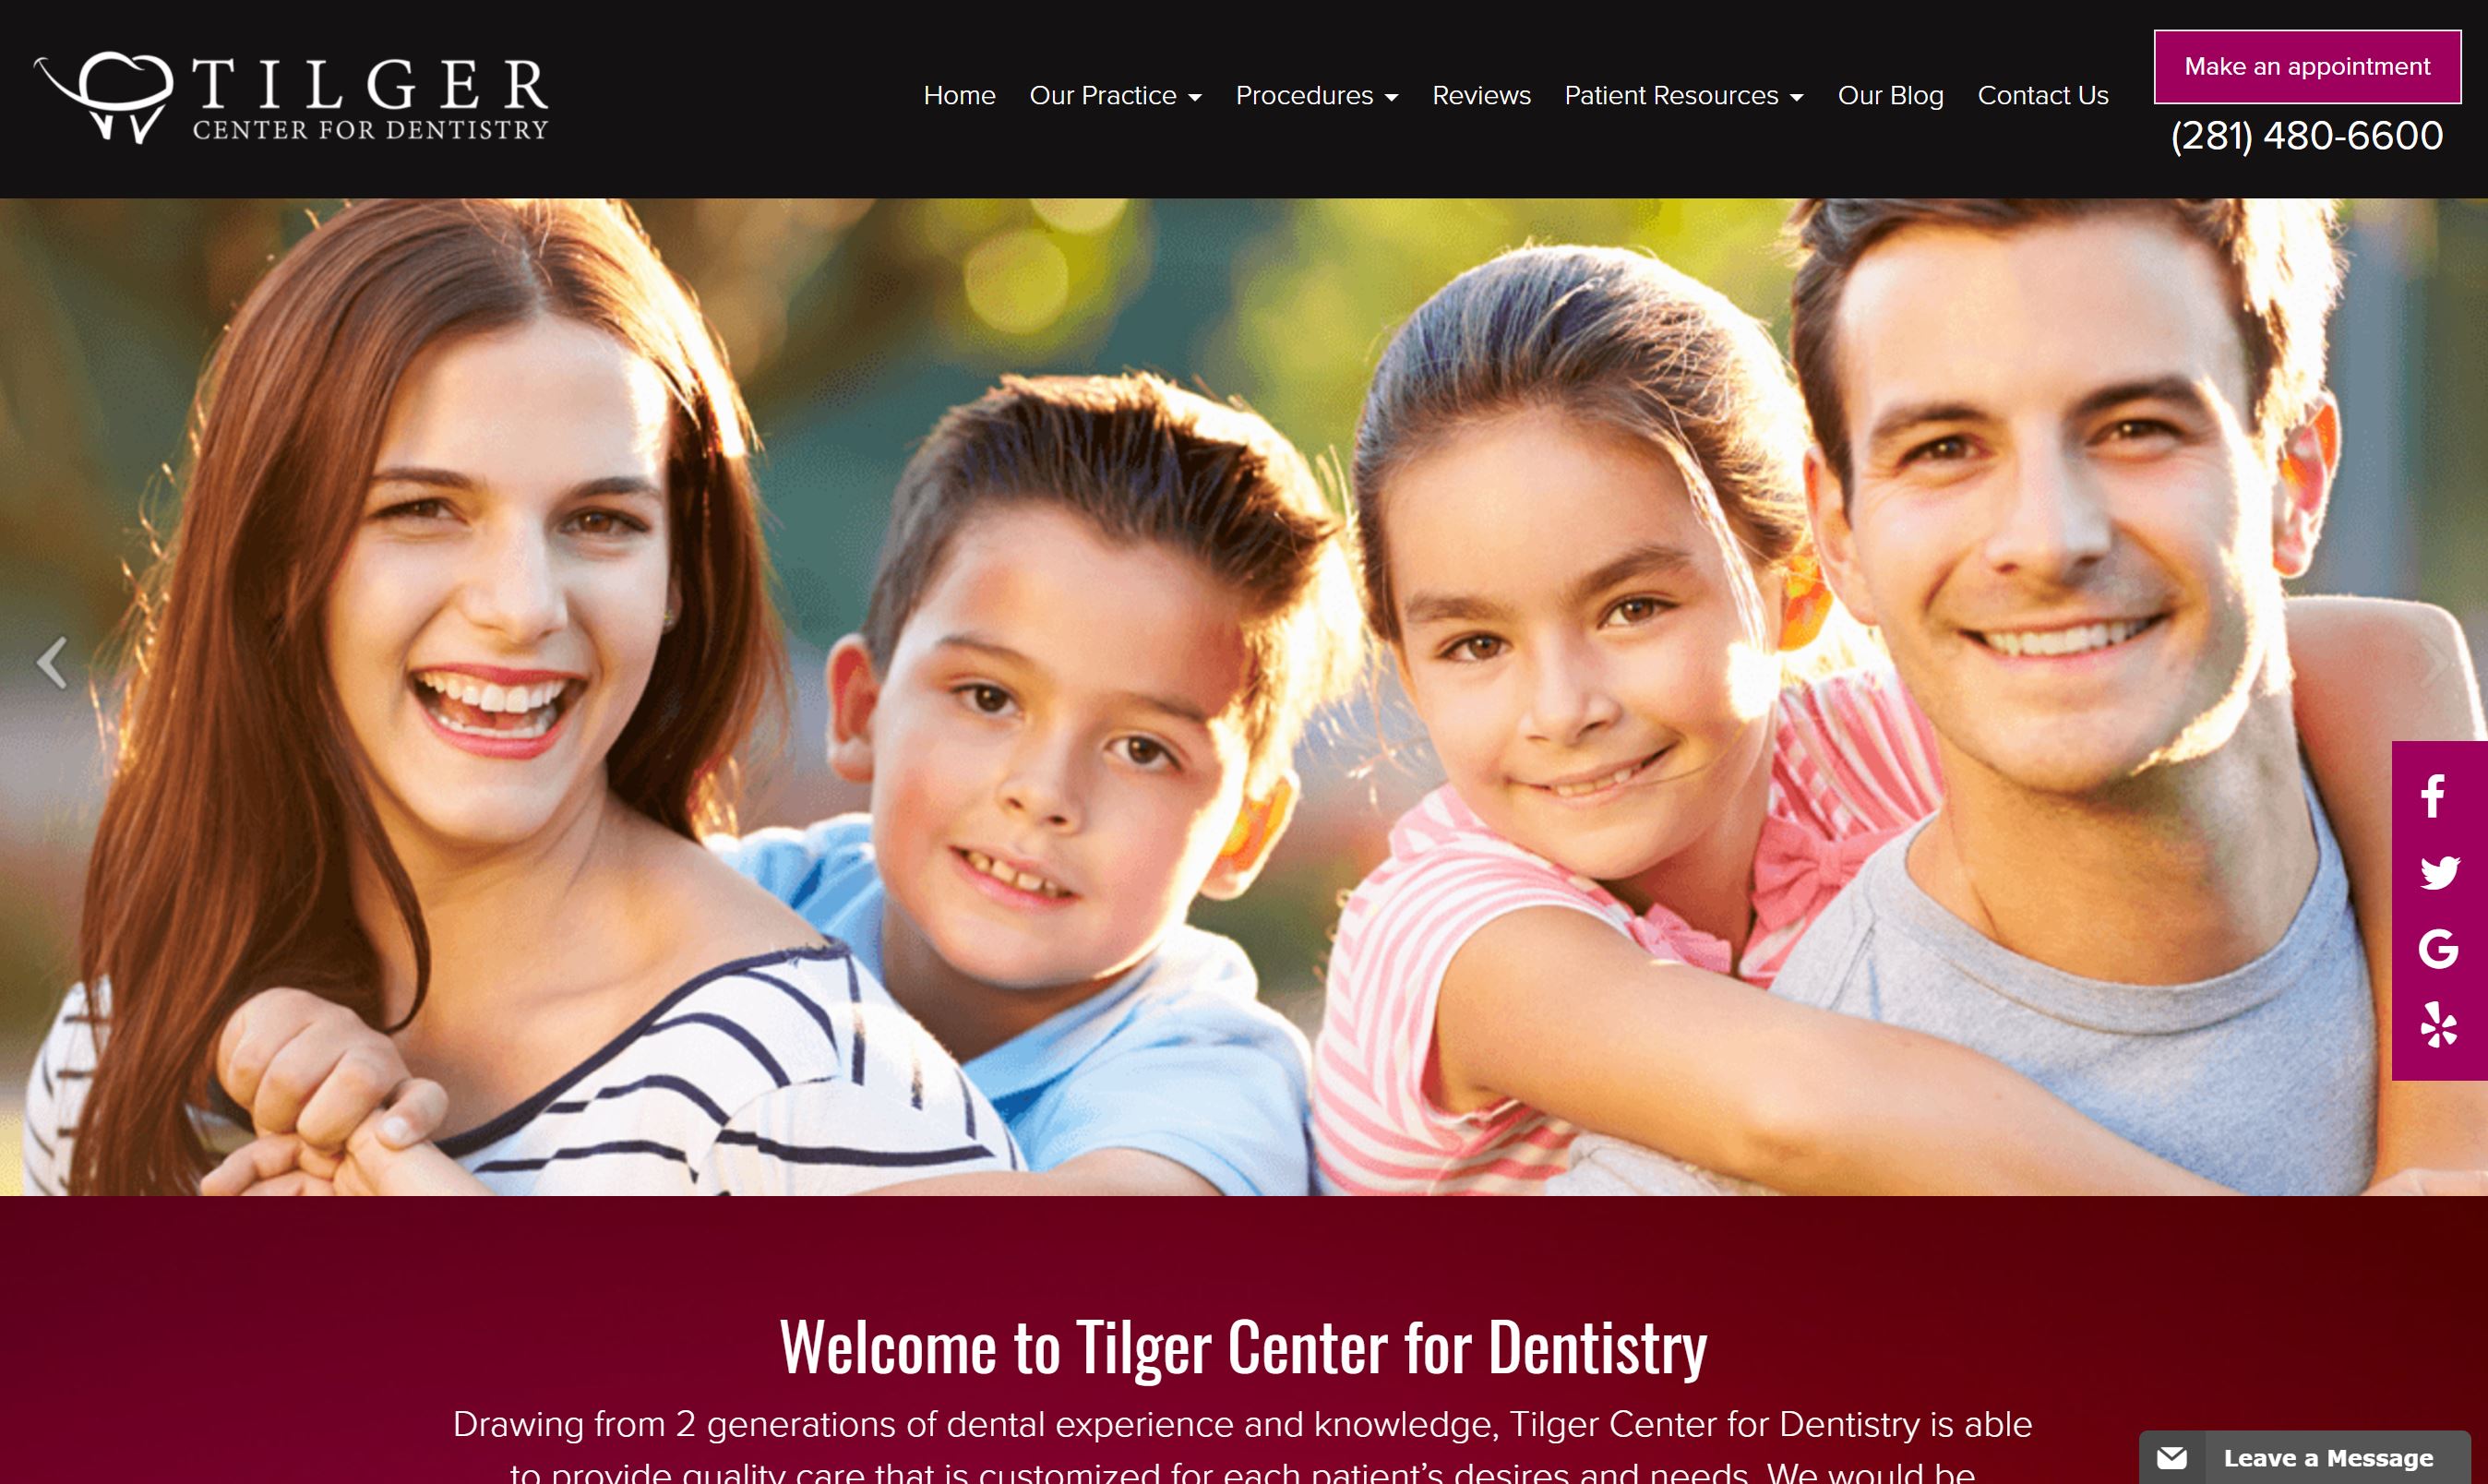 TILGER
CENTER FOR DENTISTRY
Home
Our Practice
Procedures
Reviews
Patient Resources
Our Blog
Contact Us
Make an appointment
(281) 480-6600
Welcome to Tilger Center for Dentistry
Drawing from 2 generations of dental experience and knowledge, Tilger Center for Dentistry is able
to provide quality care that is customized for each patient's desires and needs. We would be
Leave a Message